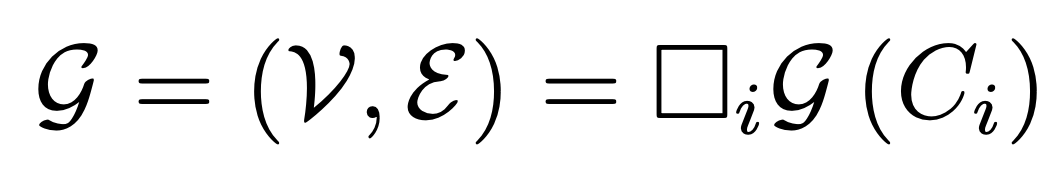 𝒢 = (𝒱, ℰ) = □ᵢ𝒢(Cᵢ)